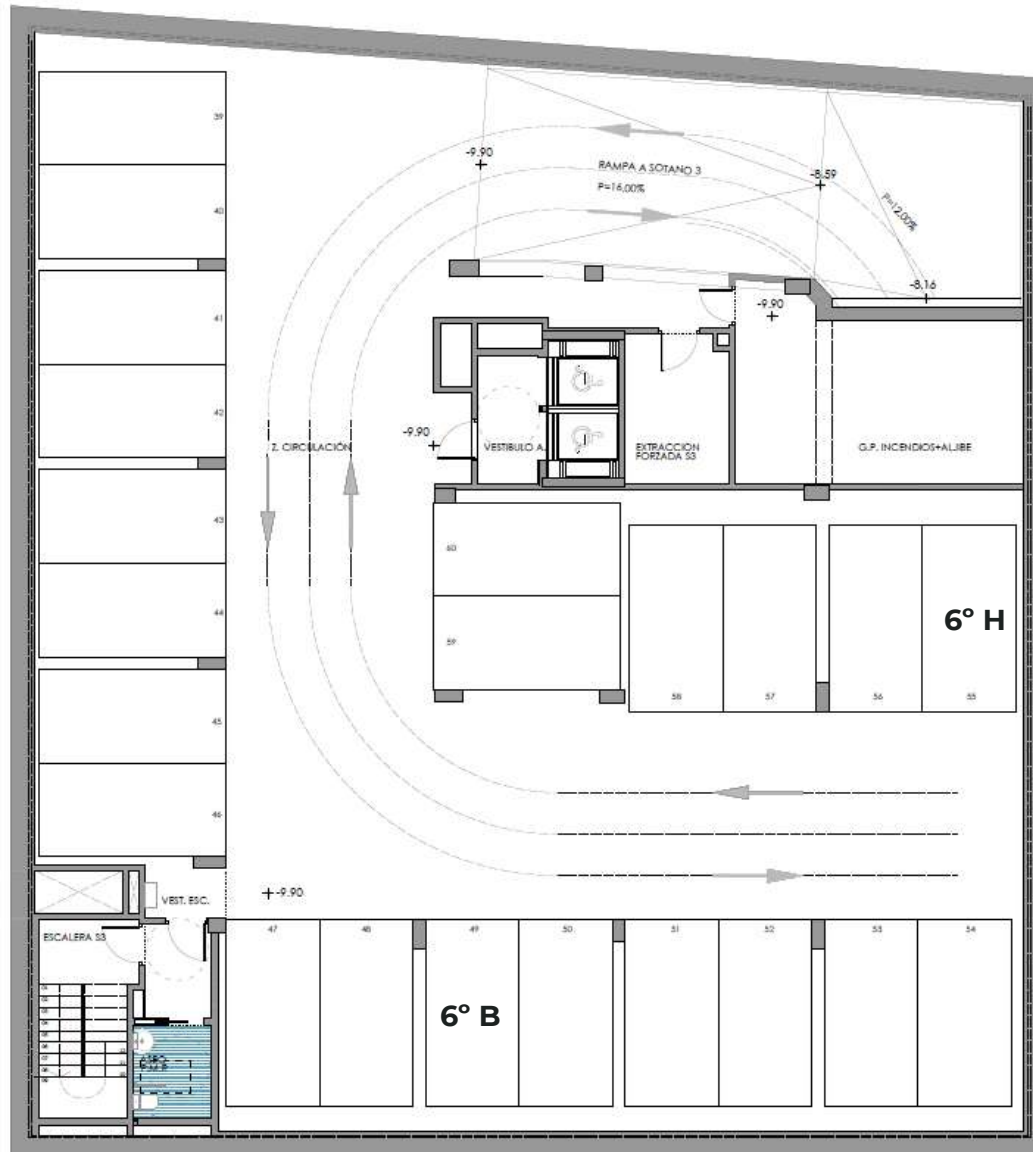 39
-9.90
RAMPA A SOTANO 3
P=16,00%
-8.59
P=12,00%
40
-8.16
-9.90
41
42
Z. CIRCULACIÓN
-9.90
VESTIBULO A.
EXTRACCION
FORZADA S3
G.P. INCENDIOS+ALJIBE
43
60
44
59
6º H
58
57
56
55
45
46
VEST. ESC.
-9.90
ESCALERA S3
47
48
49
50
51
52
53
54
6º B